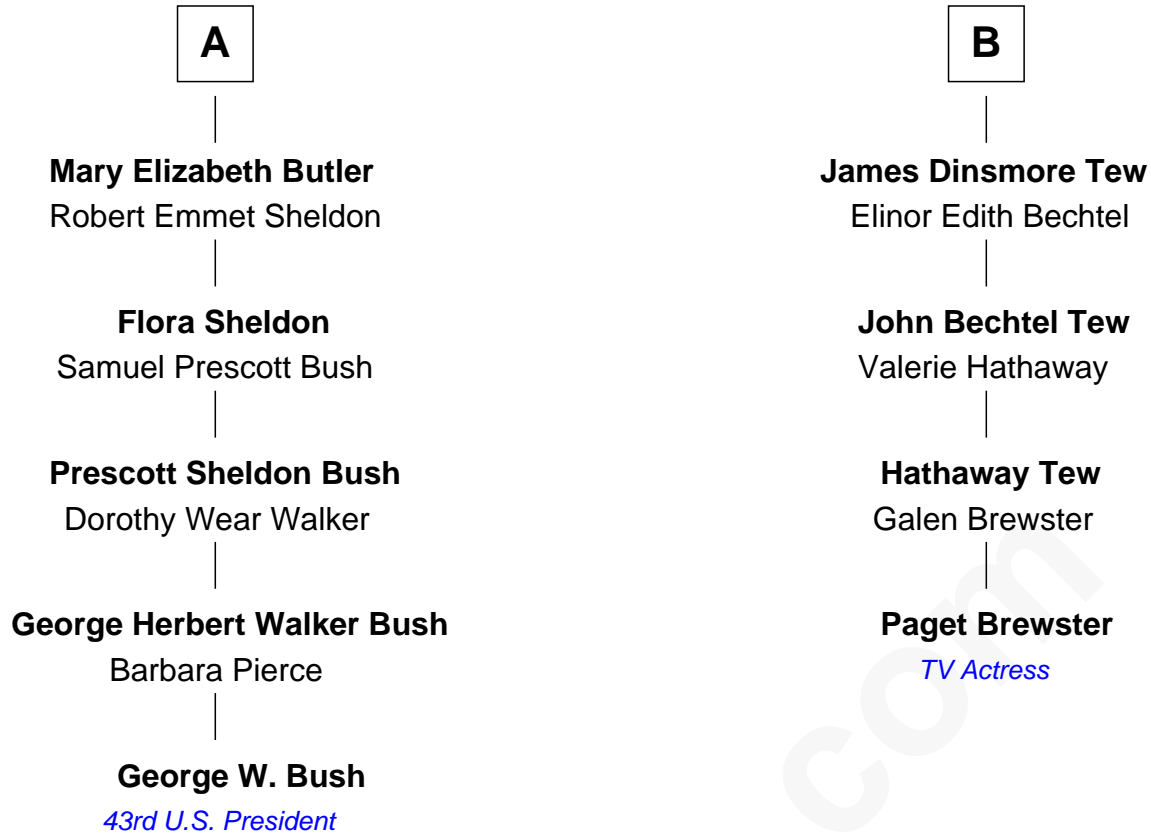 A
Mary Elizabeth Butler
Robert Emmet Sheldon
Flora Sheldon
Samuel Prescott Bush
Prescott Sheldon Bush
Dorothy Wear Walker
George Herbert Walker Bush
Barbara Pierce
George W. Bush
43rd U.S. President
B
James Dinsmore Tew
Elinor Edith Bechtel
John Bechtel Tew
Valerie Hathaway
Hathaway Tew
Galen Brewster
Paget Brewster
TV Actress
com